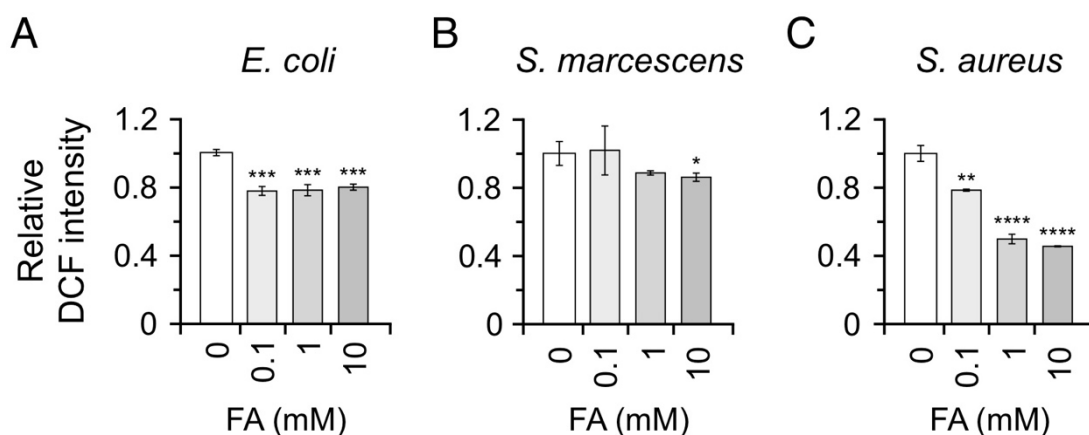 A
E. coli
Relative
DCF intensity
1.2
0.8
0.4
0
***
***
***
0
0.1
1
10
FA (mM)
B
S. marcescens
1.2
0.8
0.4
0
*
0
0.1
1
10
FA (mM)
C
S. aureus
1.2
0.8
0.4
0
**
****
****
0
0.1
1
10
FA (mM)